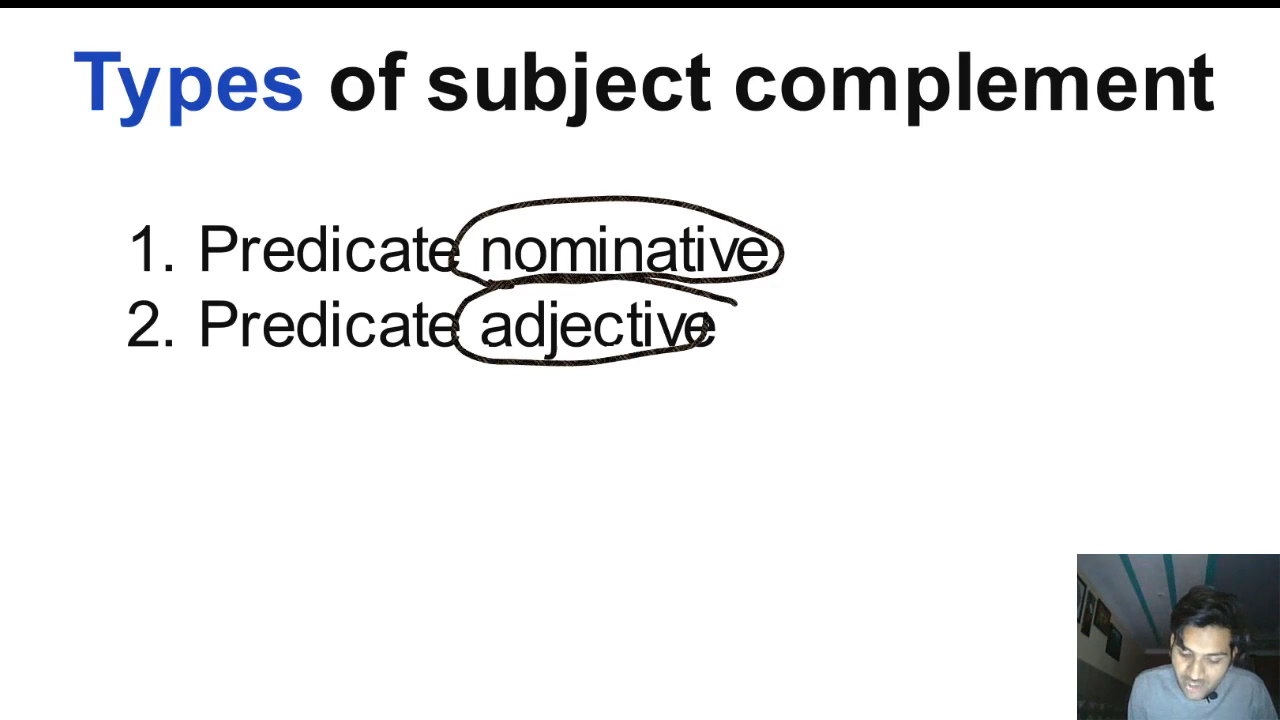 Types of subject complement
1. Predicate nominative
2. Predicate adjective